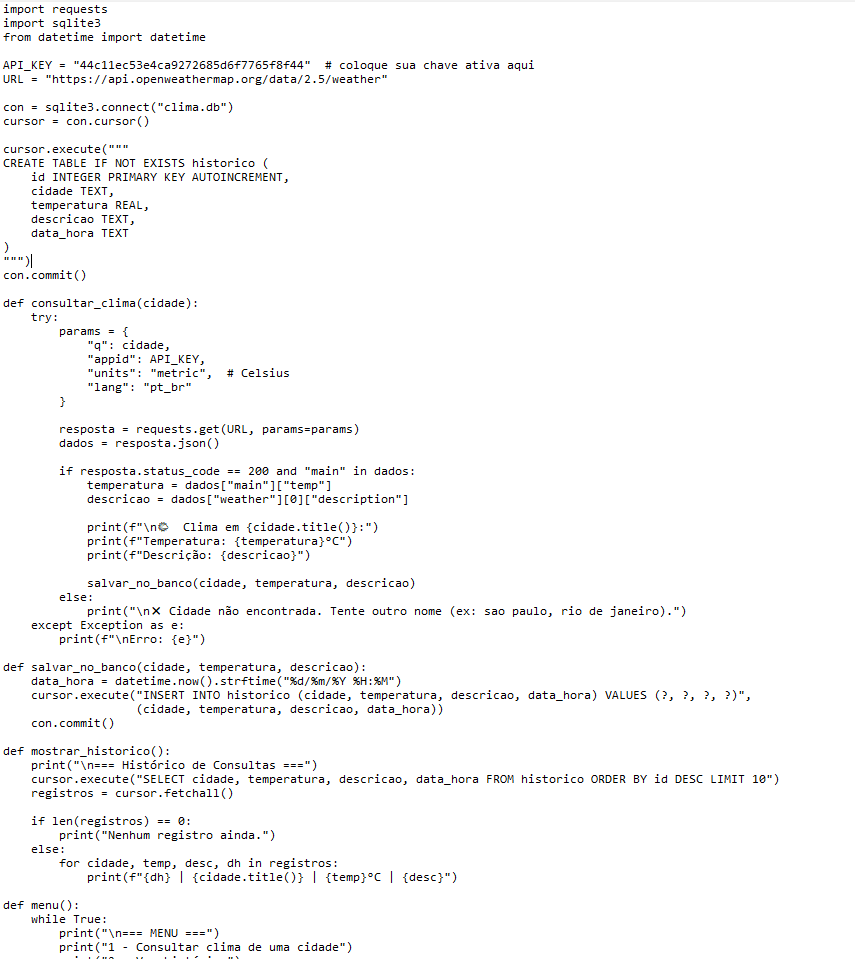 import requests
import sqlite3
from datetime import datetime

API_KEY = "44c11ec53e4ca9272685d6f7765f8f44"  # coloque sua chave ativa aqui
URL = "https://api.openweathermap.org/data/2.5/weather"

con = sqlite3.connect("clima.db")
cursor = con.cursor()

cursor.execute("""
CREATE TABLE IF NOT EXISTS historico (
    id INTEGER PRIMARY KEY AUTOINCREMENT,
    cidade TEXT,
    temperatura REAL,
    descricao TEXT,
    data_hora TEXT
)
""")
con.commit()

def consultar_clima(cidade):
    try:
        params = {
            "q": cidade,
            "appid": API_KEY,
            "units": "metric",  # Celsius
            "lang": "pt_br"
        }

        resposta = requests.get(URL, params=params)
        dados = resposta.json()

        if resposta.status_code == 200 and "main" in dados:
            temperatura = dados["main"]["temp"]
            descricao = dados["weather"][0]["description"]

            print(f"\n  Clima em {cidade.title()}:")
            print(f"Temperatura: {temperatura}°C")
            print(f"Descrição: {descricao}")

            salvar_no_banco(cidade, temperatura, descricao)
        else:
            print("\n❌ Cidade não encontrada. Tente outro nome (ex: sao paulo, rio de janeiro).")
    except Exception as e:
        print(f"\nErro: {e}")

def salvar_no_banco(cidade, temperatura, descricao):
    data_hora = datetime.now().strftime("%d/%m/%Y %H:%M")
    cursor.execute("INSERT INTO historico (cidade, temperatura, descricao, data_hora) VALUES (?, ?, ?, ?)",
                   (cidade, temperatura, descricao, data_hora))
    con.commit()

def mostrar_historico():
    print("\n=== Histórico de Consultas ===")
    cursor.execute("SELECT cidade, temperatura, descricao, data_hora FROM historico ORDER BY id DESC LIMIT 10")
    registros = cursor.fetchall()

    if len(registros) == 0:
        print("Nenhum registro ainda.")
    else:
        for cidade, temp, desc, dh in registros:
            print(f"{dh} | {cidade.title()} | {temp}°C | {desc}")

def menu():
    while True:
        print("\n=== MENU ===")
        print("1 - Consultar clima de uma cidade")